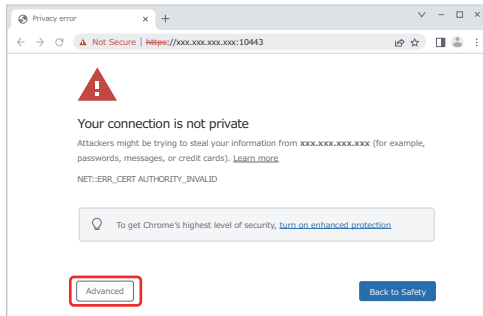 Privacy error
Not Secure | https://xxx.xxx.xxx.xxx:10443
Your connection is not private
Attackers might be trying to steal your information from xxx.xxx.xxx.xxx (for example,
passwords, messages, or credit cards). Learn more
NET::ERR_CERT AUTHORITY_INVALID
To get Chrome's highest level of security, turn on enhanced protection
Advanced
Back to Safety